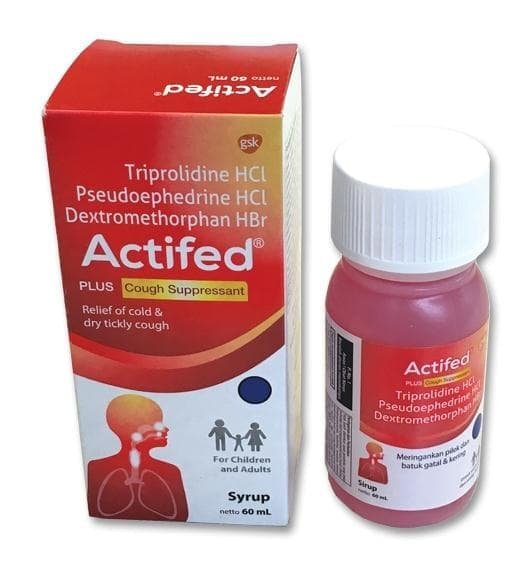 Actifed®
netto 60 mL
gsk
Triprolidine HCl
Pseudoephedrine HCl
Dextromethorphan HBr
Actifed®
PLUS Cough Suppressant
Relief of cold &
dry tickly cough
For Children
and Adults
Syrup
netto 60 mL
Actifed
PLUS Cough Suppressant
Triprolidine HCl
Pseudoephedrine HCl
Dextromethorphan HBr
Meringankan pilek dan
batuk gatal & kering
Sirup
netto 60 mL